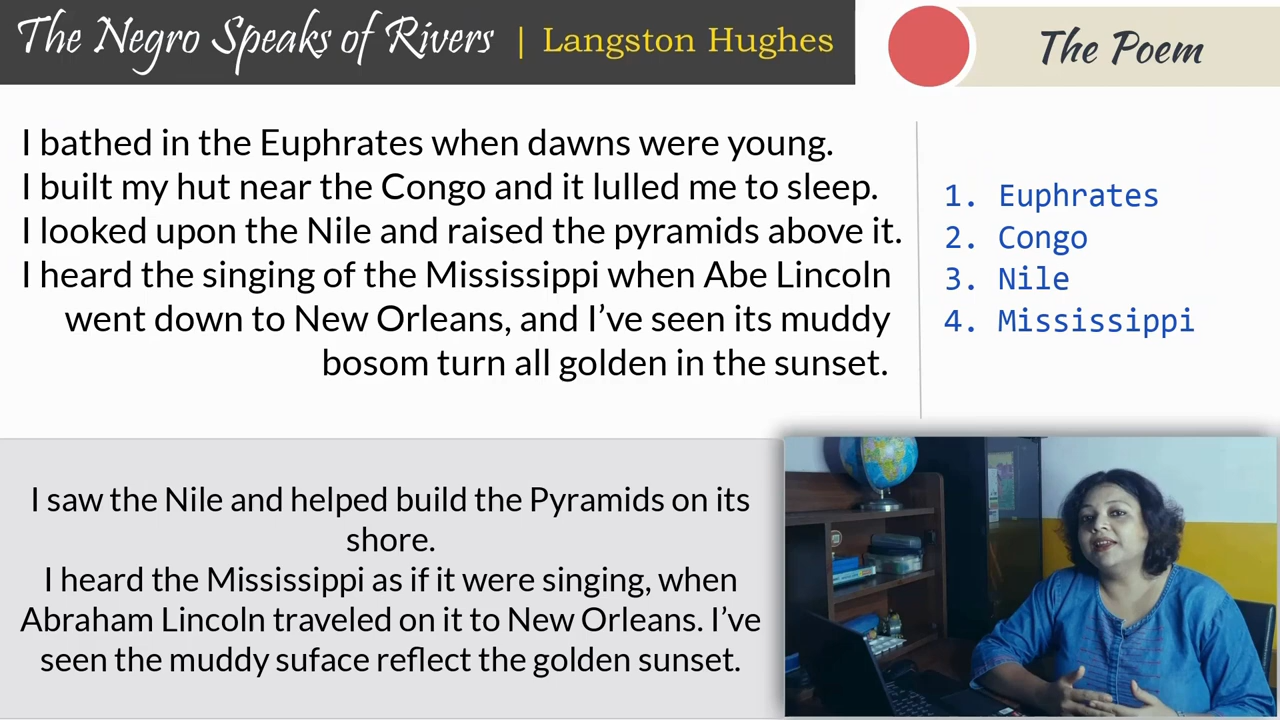 The Negro Speaks of Rivers | Langston Hughes
The Poem
I bathed in the Euphrates when dawns were young.
I built my hut near the Congo and it lulled me to sleep.
I looked upon the Nile and raised the pyramids above it.
I heard the singing of the Mississippi when Abe Lincoln
went down to New Orleans, and I’ve seen its muddy
bosom turn all golden in the sunset.
1. Euphrates
2. Congo
3. Nile
4. Mississippi
I saw the Nile and helped build the Pyramids on its
shore.
I heard the Mississippi as if it were singing, when
Abraham Lincoln traveled on it to New Orleans. I’ve
seen the muddy suface reflect the golden sunset.